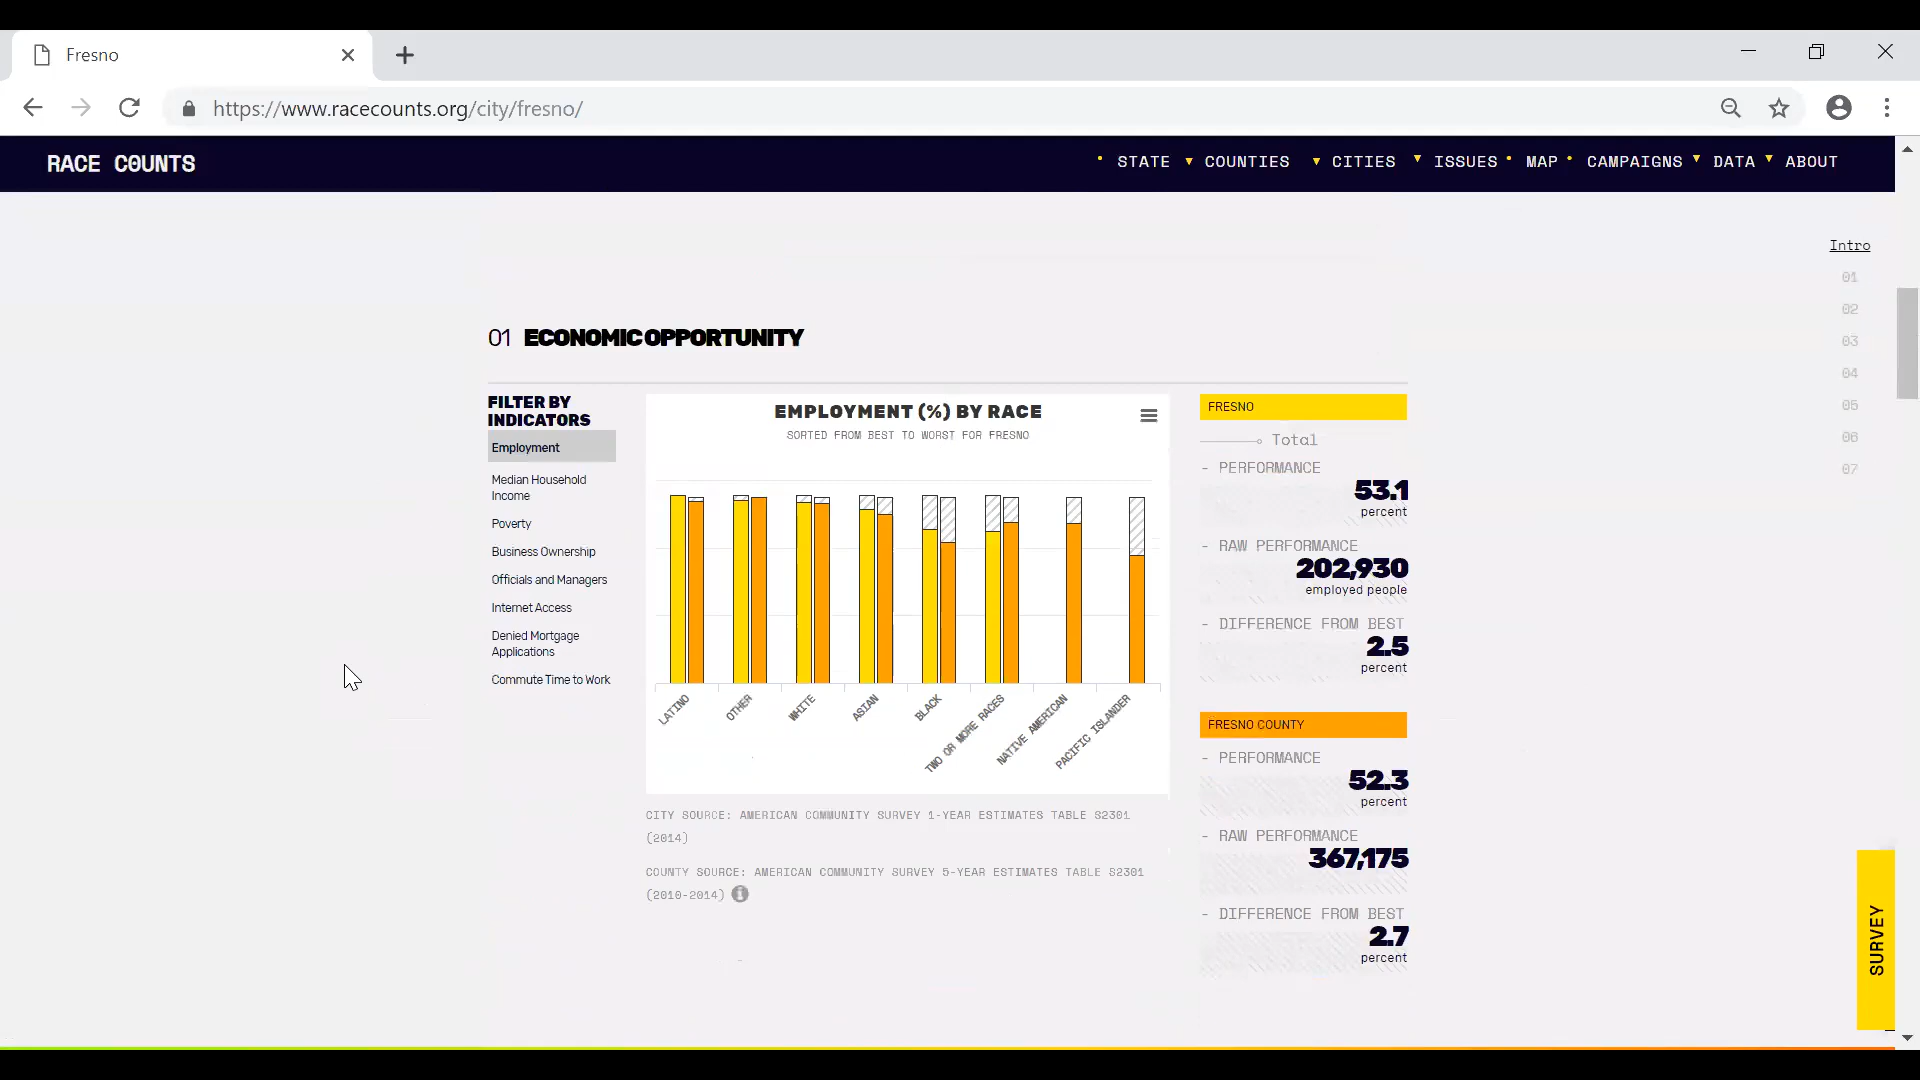 Fresno
https://www.racecounts.org/city/fresno/
RACE COUNTS
STATE COUNTIES CITIES ISSUES MAP CAMPAIGNS DATA ABOUT
Intro
01
02
03
04
05
06
07
01 ECONOMIC OPPORTUNITY
FILTER BY
INDICATORS
Employment
Median Household
Income
Poverty
Business Ownership
Officials and Managers
Internet Access
Denied Mortgage
Applications
Commute Time to Work
EMPLOYMENT (%) BY RACE
SORTED FROM BEST TO WORST FOR FRESNO
LATINO
OTHER
WHITE
ASIAN
BLACK
TWO OR MORE RACES
NATIVE AMERICAN
PACIFIC ISLANDER
CITY SOURCE: AMERICAN COMMUNITY SURVEY 1-YEAR ESTIMATES TABLE S2301
(2014)
COUNTY SOURCE: AMERICAN COMMUNITY SURVEY 5-YEAR ESTIMATES TABLE S2301
(2010-2014)
FRESNO
Total
- PERFORMANCE
53.1
percent
- RAW PERFORMANCE
202,930
employed people
- DIFFERENCE FROM BEST
2.5
percent
FRESNO COUNTY
- PERFORMANCE
52.3
percent
- RAW PERFORMANCE
367,175
- DIFFERENCE FROM BEST
2.7
percent
SURVEY